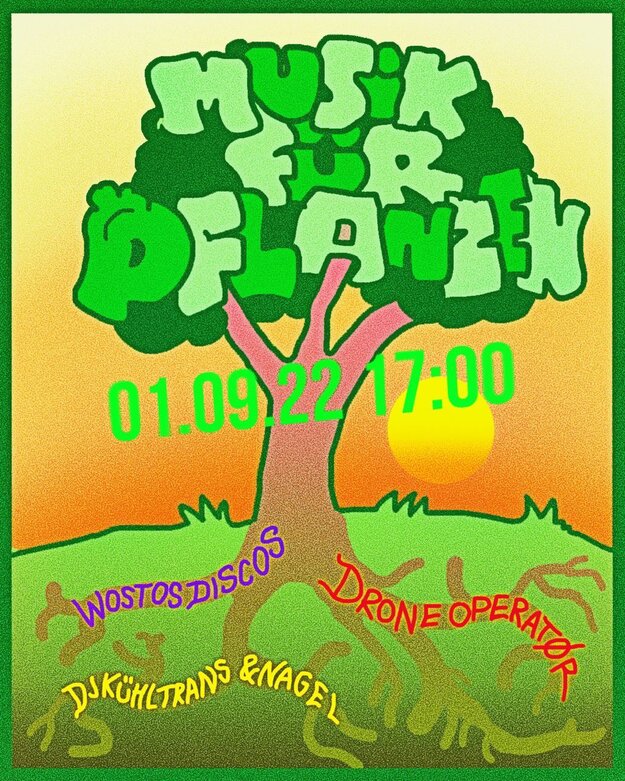 MUSIK
FÜR
PFLANZEN
01.09.22 17:00
WOSTOS DISCOS
DRONE OPERATØR
DJ KÜHLTRANS & NAGEL